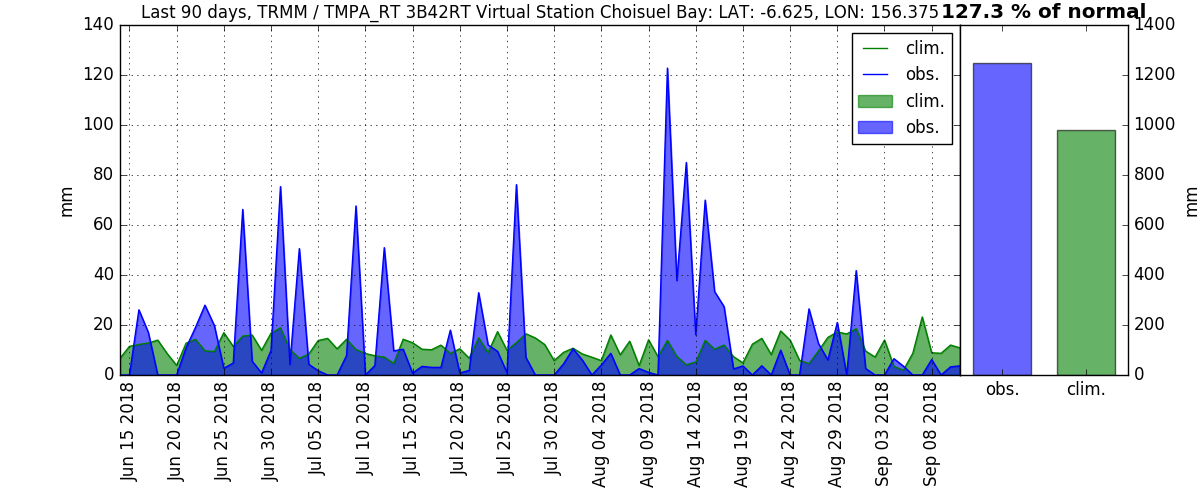 Last 90 days, TRMM / TMPA_RT 3B42RT Virtual Station Choisuel Bay: LAT: -6.625, LON: 156.375
127.3 % of normal
140
120
100
80
60
40
20
0
mm
clim.
obs.
clim.
obs.
1400
1200
1000
800
600
400
200
0
mm
Jun 15 2018
Jun 20 2018
Jun 25 2018
Jun 30 2018
Jul 05 2018
Jul 10 2018
Jul 15 2018
Jul 20 2018
Jul 25 2018
Jul 30 2018
Aug 04 2018
Aug 09 2018
Aug 14 2018
Aug 19 2018
Aug 24 2018
Aug 29 2018
Sep 03 2018
Sep 08 2018
obs.
clim.